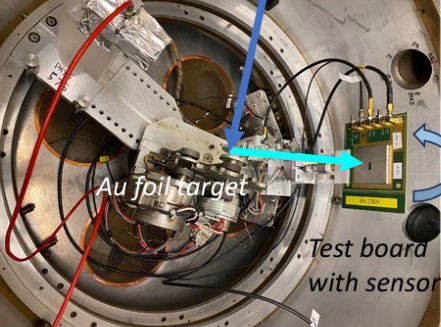 Au foil target
Test board
with sensor